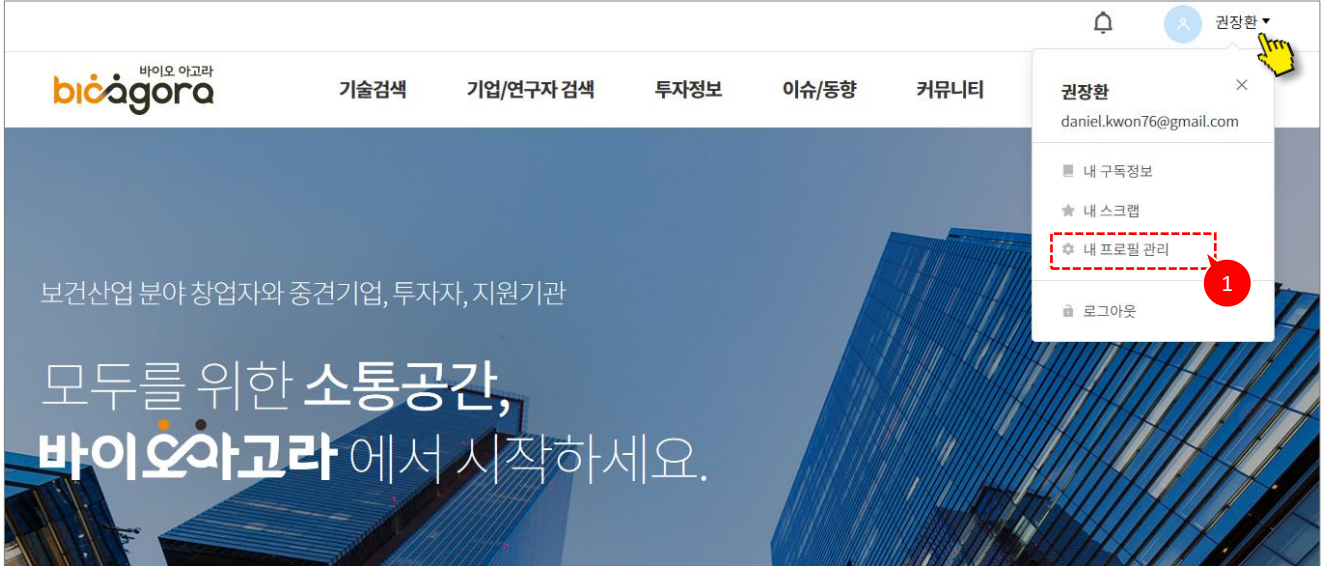 권장환▼
바이오 아고라
bioagora
기술검색
기업/연구자 검색
투자정보
이슈/동향
커뮤니티
권장환
daniel.kwon76@gmail.com
내 구독정보
내 스크랩
내 프로필 관리
1
로그아웃
보건산업 분야 창업자와 중견기업, 투자자, 지원기관
모두를 위한 소통공간,
바이오아고라 에서 시작하세요.